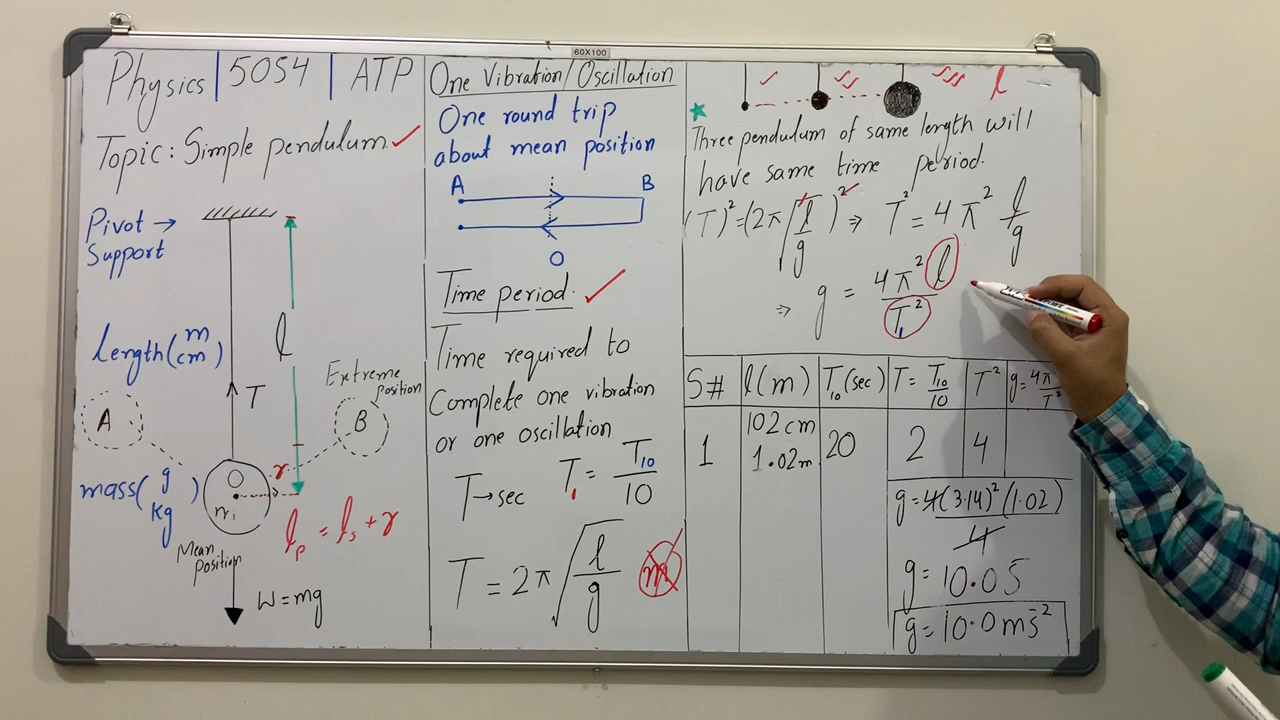 60X100
Physics | 5054 | ATP
Topic: Simple pendulum ✓
Pivot →
Support
length (m
cm)
l
T
A
Extreme
Position
B
O
r
m
mass (g
kg)
lp = ls + r
Mean
Position
W = mg
One Vibration/Oscillation
One round trip
about mean position
A B
O
Time period. ✓
Time required to
Complete one vibration
or one oscillation
T → sec T₁ = T₁₀/10
T = 2π √(l/g) m
l
★ Three pendulum of same length will
have same time period.
(T)² = (2π √(l/g))² ⇒ T² = 4π² l/g
⇒ g = 4π² l / T²
S# l(m) T₁₀(sec) T = T₁₀/10 T² g = 4π / T²
1 102 cm 20 2 4
1.02m
g = 4(3.14)² (1.02) / 4
g = 10.05
g = 10.0 ms⁻²